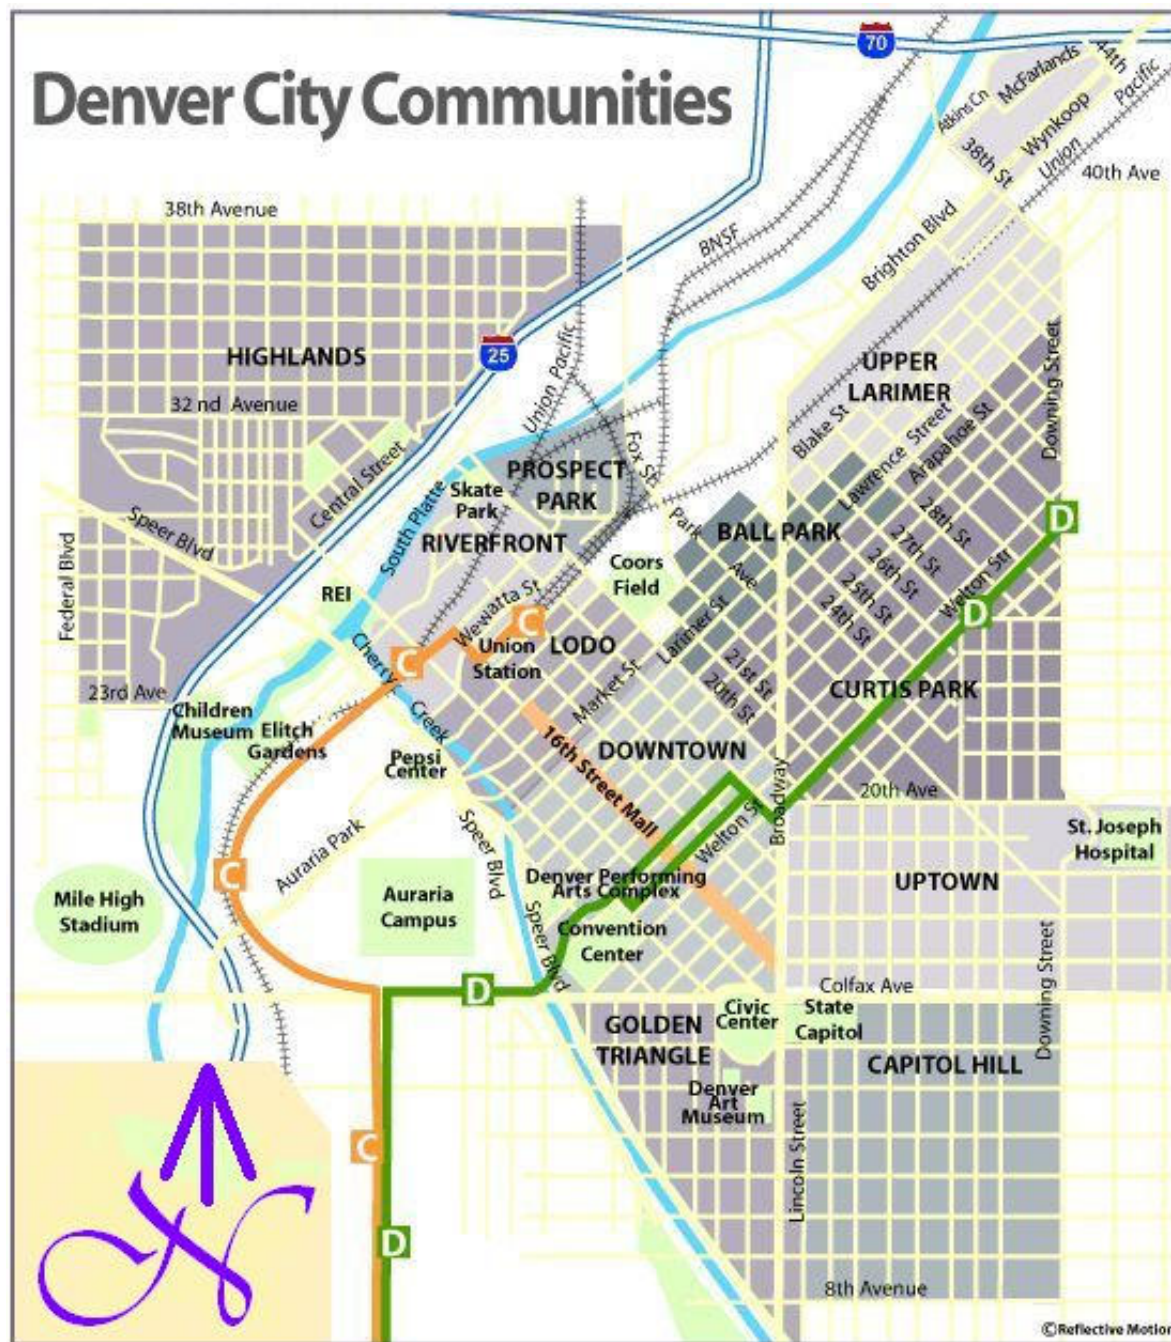 Denver City Communities
70
44th
McFarlands
Pacific
Atkins Cn
Wynkoop
Union
38th St
40th Ave
38th Avenue
BNSF
Brighton Blvd
HIGHLANDS
25
Union Pacific
UPPER
LARIMER
Downing Street
32 nd Avenue
Blake St
Lawrence Street
Arapahoe St
Fox St
Central Street
PROSPECT
PARK
Skate
Park
South Platte
Speer Blvd
RIVERFRONT
Park
Ave
BALL PARK
28th St
27th St
26th St
25th St
24th St
D
Coors
Field
Federal Blvd
REI
Wewatta St
C
Union
Station
LODO
Larimer St
Welton Str
D
Cherry
Creek
C
Market St
21st St
20th St
CURTIS PARK
23rd Ave
Children
Museum
Elitch
Gardens
Pepsi
Center
16th Street Mall
DOWNTOWN
Broadway
20th Ave
Welton St
Auraria Park
Speer Blvd
St. Joseph
Hospital
C
Mile High
Stadium
Auraria
Campus
Denver Performing
Arts Complex
UPTOWN
Speer Blvd
Convention
Center
Downing Street
D
Colfax Ave
Civic
Center
State
Capitol
GOLDEN
TRIANGLE
CAPITOL HILL
Denver
Art
Museum
C
Lincoln Street
N
D
8th Avenue
©Reflective Motion